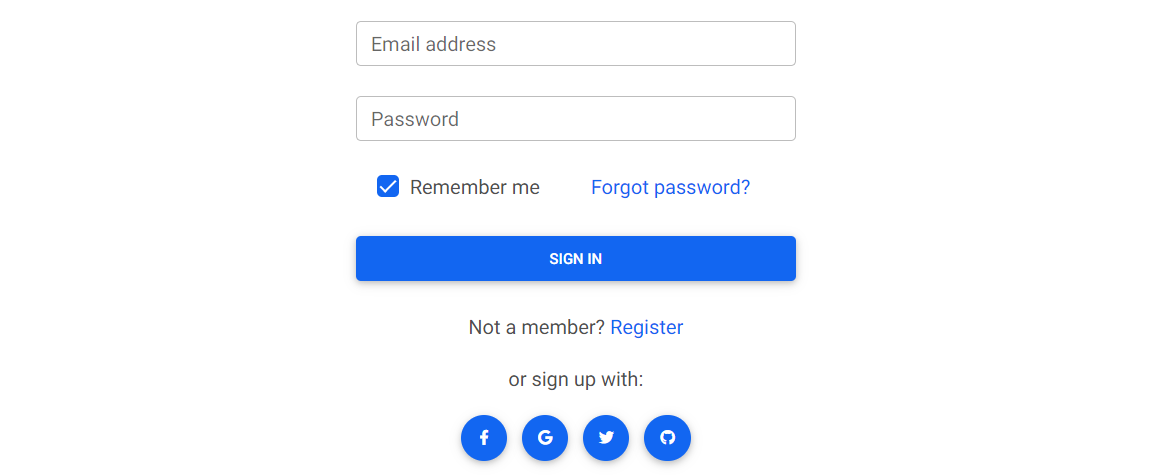 Email address
Password
Remember me Forgot password?
SIGN IN
Not a member? Register
or sign up with: